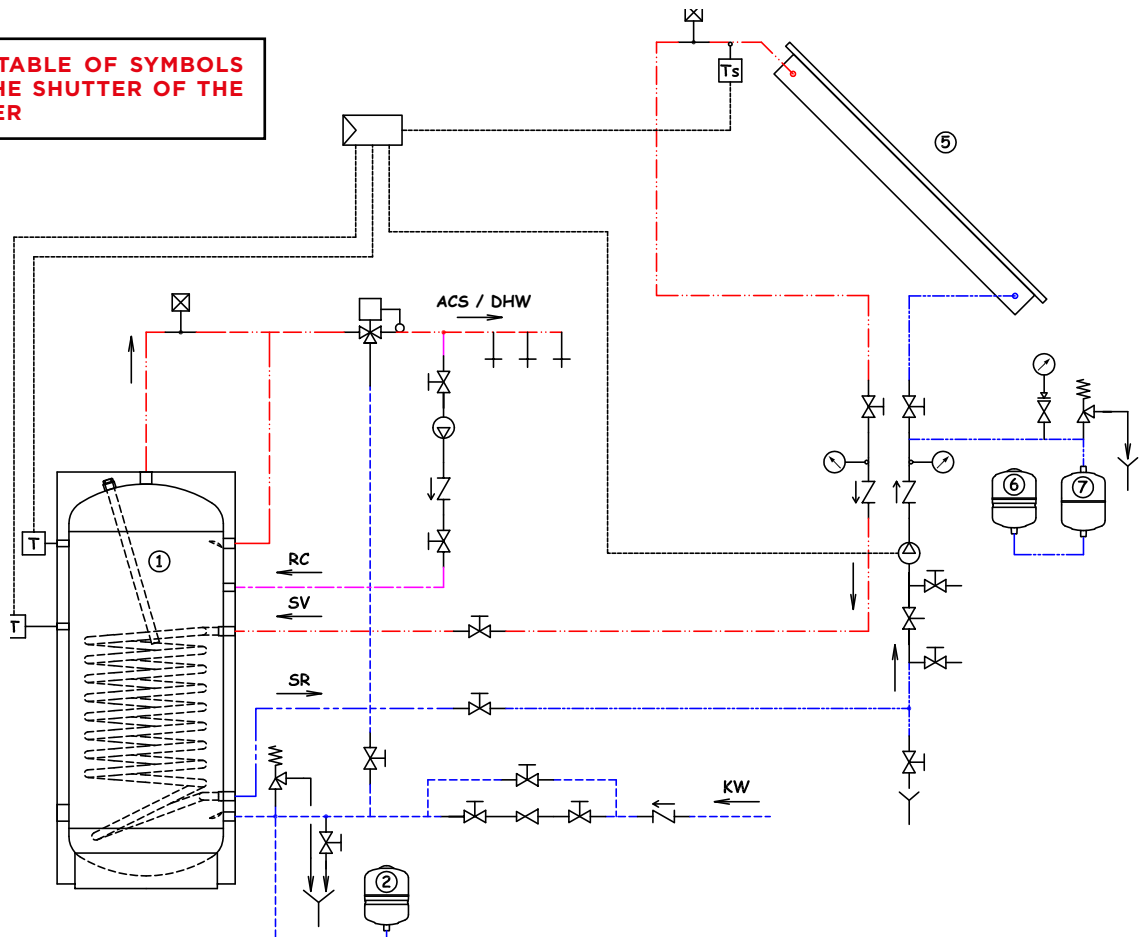 TABLE OF SYMBOLS
HE SHUTTER OF THE
ER
Ts
5
ACS / DHW
6
7
T
1
RC
SV
T
SR
KW
2